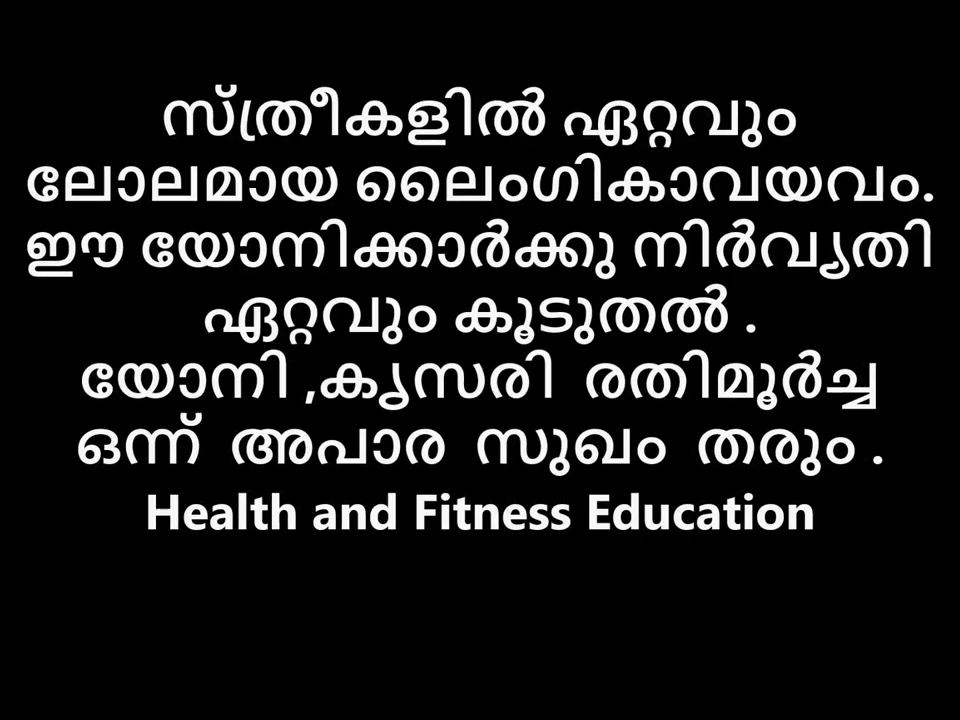 സ്ത്രീകളിൽ ഏറ്റവും
ലോലമായ ലൈംഗികാവയവം.
ഈ യോനിക്കാർക്കു നിർവൃതി
ഏറ്റവും കൂടുതൽ .
യോനി ,കൃസരി രതിമൂർച്ച
ഒന്ന് അപാര സുഖം തരും .
Health and Fitness Education